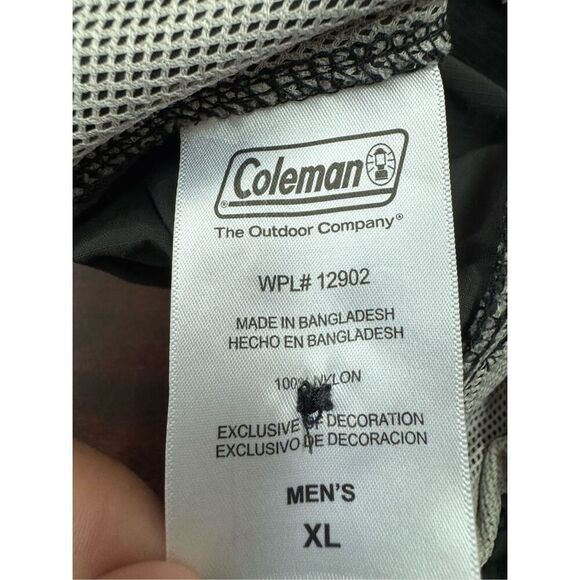 Coleman
The Outdoor Company®
WPL# 12902
MADE IN BANGLADESH
HECHO EN BANGLADESH
100% NYLON
EXCLUSIVE OF DECORATION
EXCLUSIVO DE DECORACION
MEN'S
XL